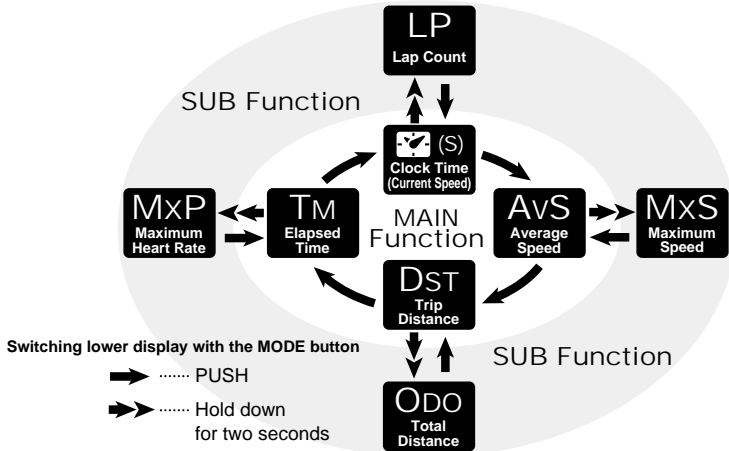 LP
Lap Count
SUB Function
(S)
Clock Time
(Current Speed)
MxP
Maximum
Heart Rate
TM
Elapsed
Time
MAIN
Function
AvS
Average
Speed
MxS
Maximum
Speed
DST
Trip
Distance
Switching lower display with the MODE button
SUB Function
······· PUSH
······· Hold down
for two seconds
ODO
Total
Distance